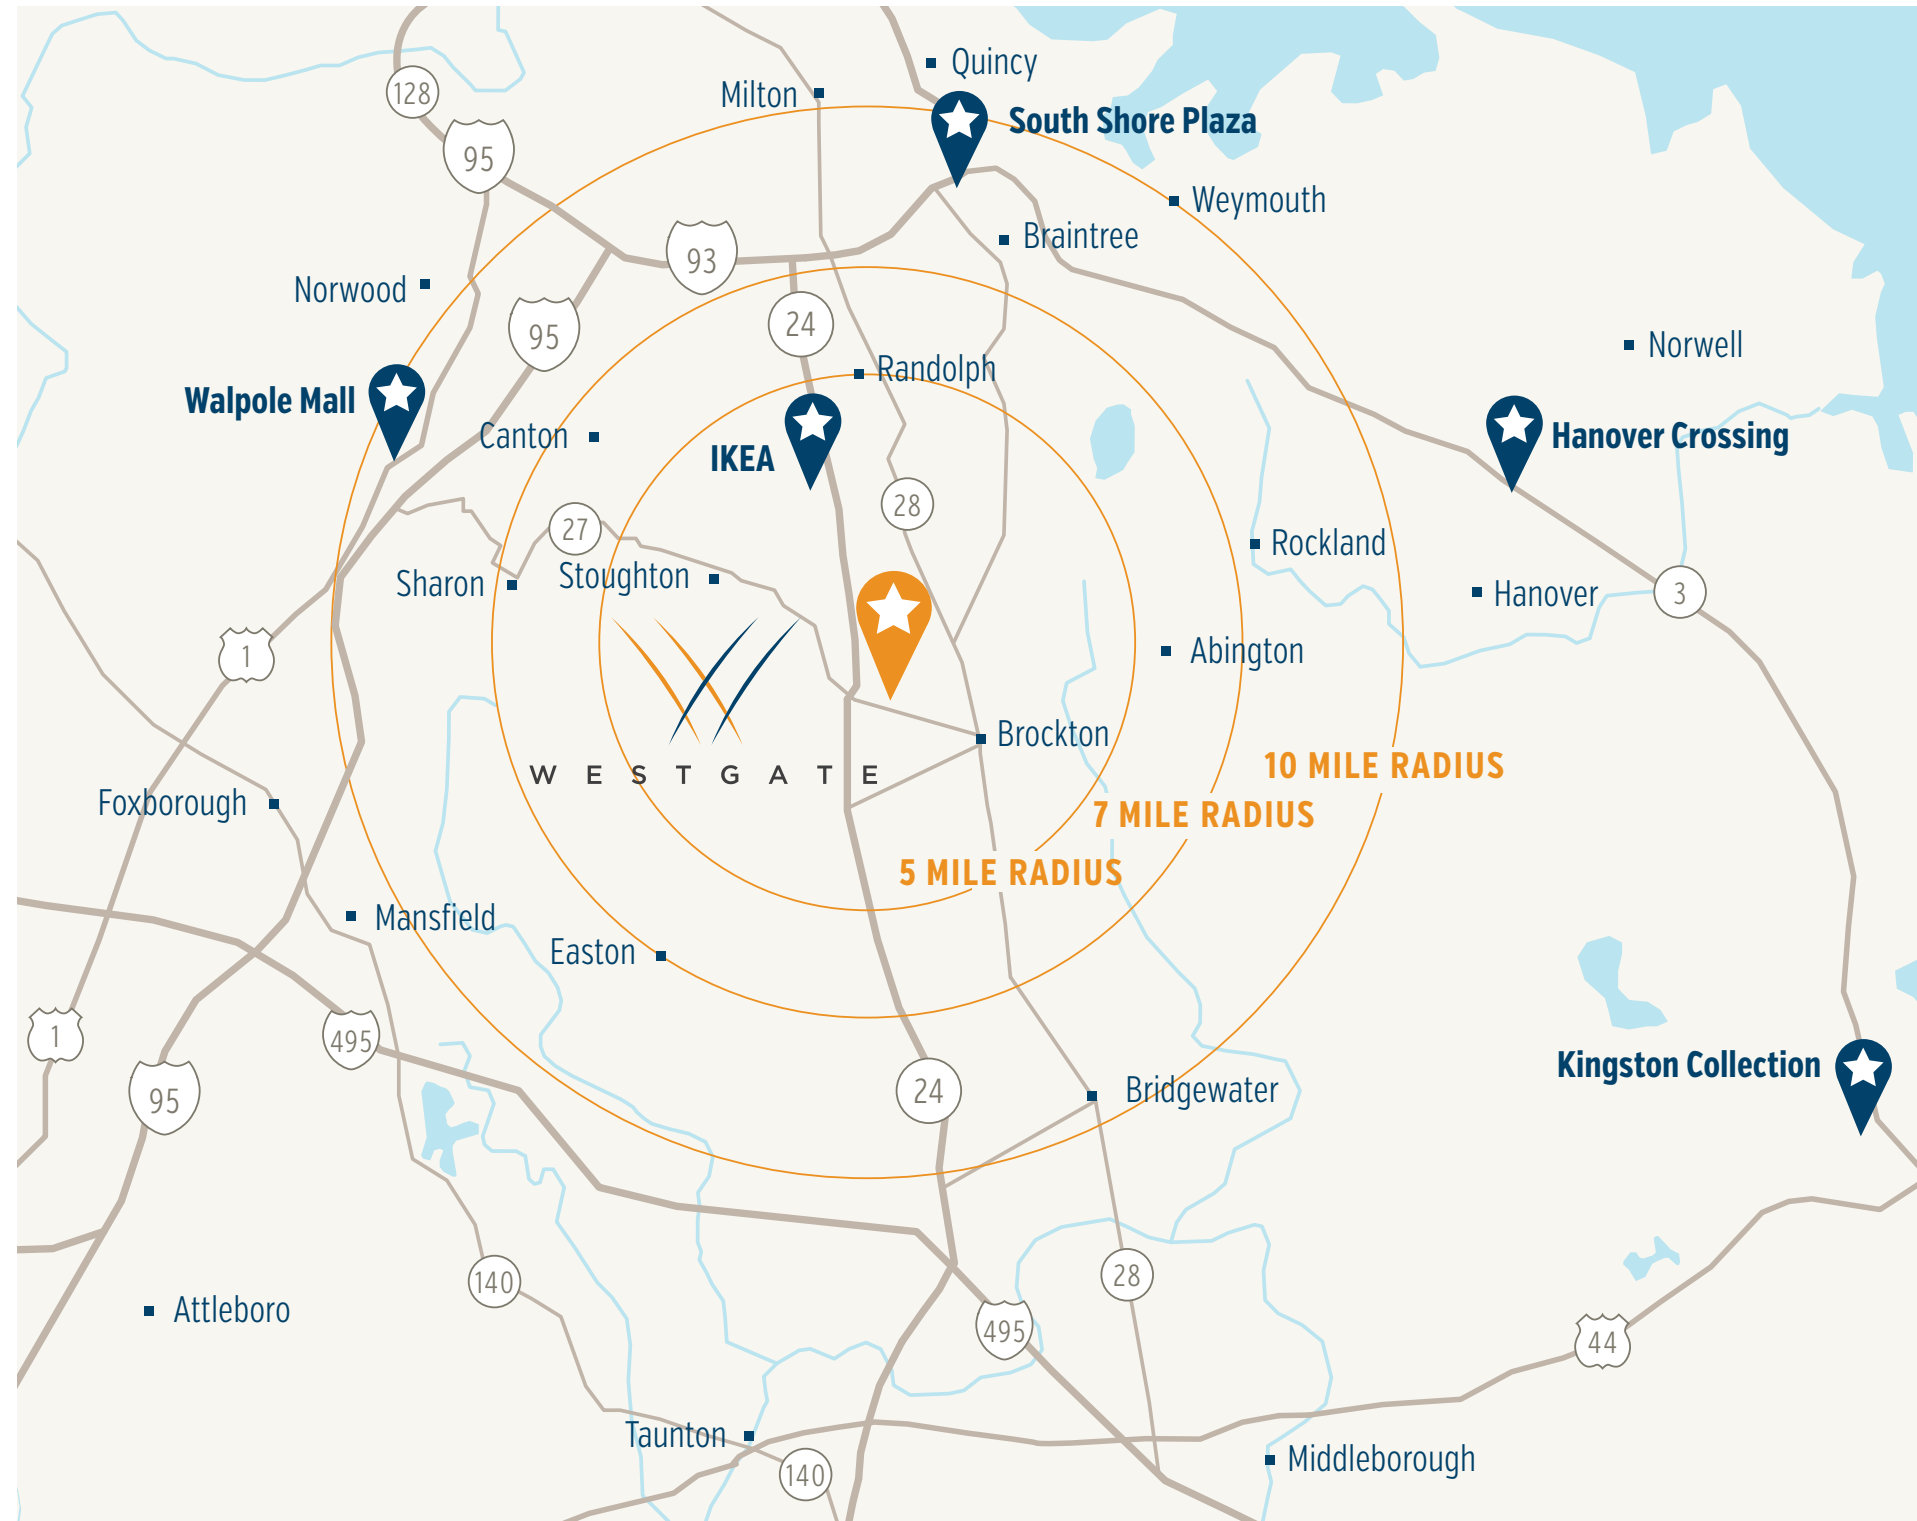 Quincy
128
Milton
South Shore Plaza
95
Weymouth
Braintree
93
Norwood
24
95
Norwell
Randolph
Walpole Mall
Canton
IKEA
Hanover Crossing
28
27
Rockland
Stoughton
Sharon
3
Hanover
1
Abington
Brockton
WESTGATE
10 MILE RADIUS
Foxborough
7 MILE RADIUS
5 MILE RADIUS
Mansfield
Easton
1
495
Kingston Collection
95
24
Bridgewater
140
28
Attleboro
495
44
Taunton
Middleborough
140